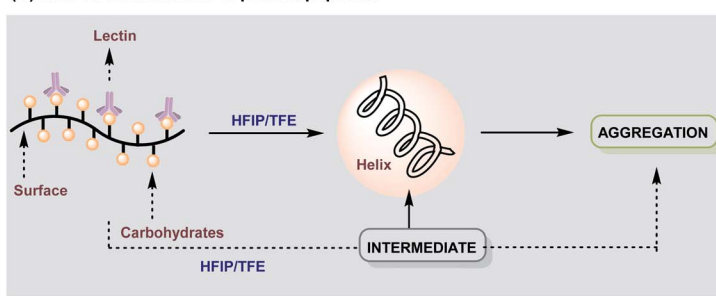 Lectin
HFIP/TFE
AGGREGATION
Helix
Surface
Carbohydrates
INTERMEDIATE
HFIP/TFE